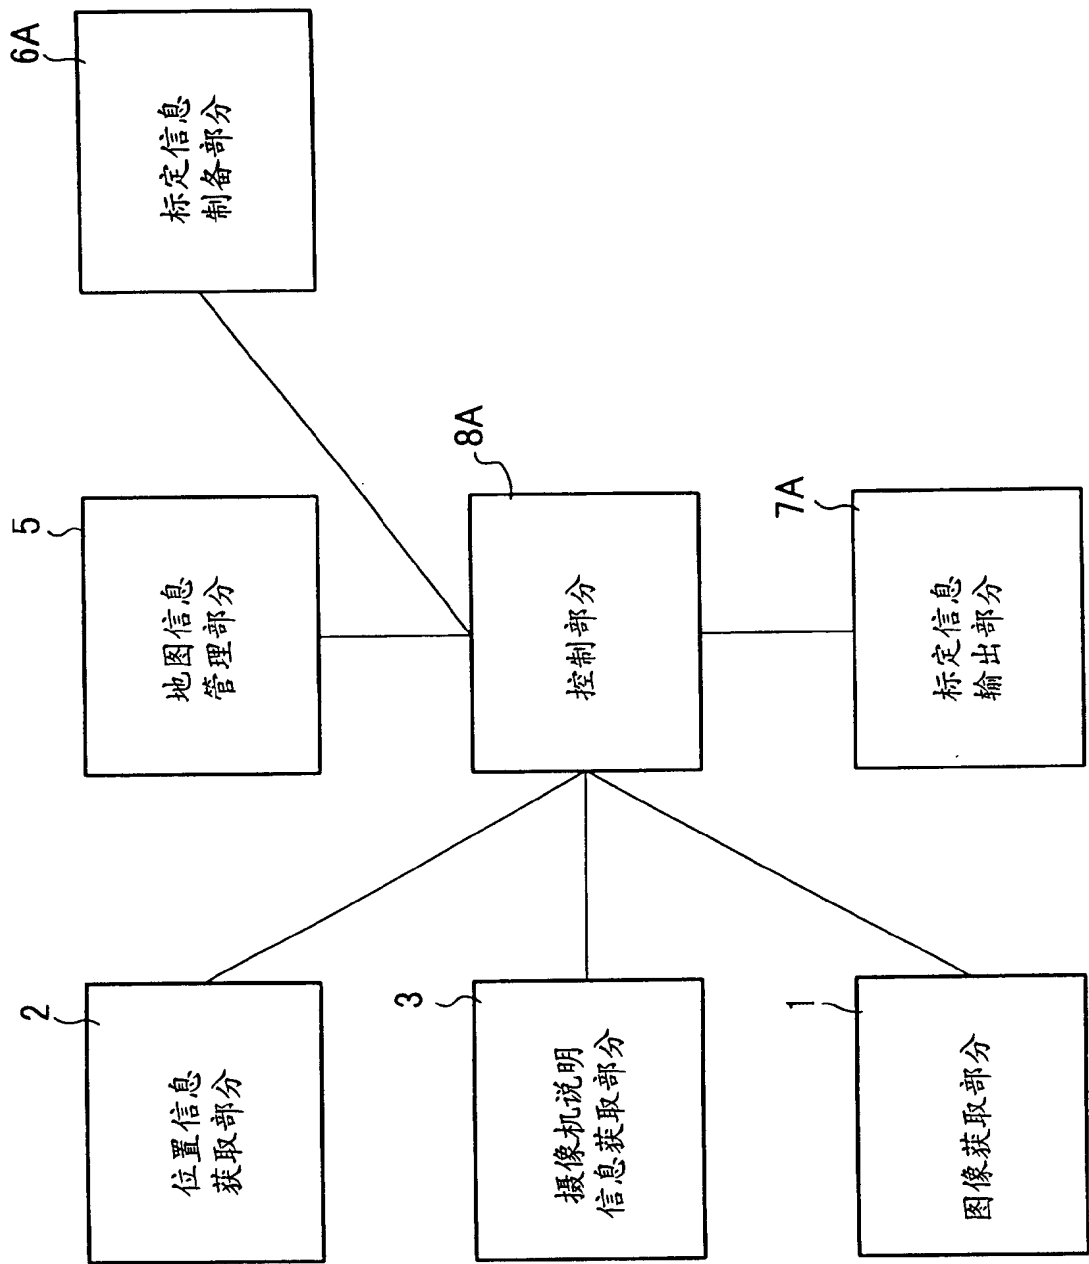 2
位置信息
获取部分
5
地图信息
管理部分
6A
标定信息
制备部分
3
摄像机说明
信息获取部分
8A
控制部分
1
图像获取部分
7A
标定信息
输出部分